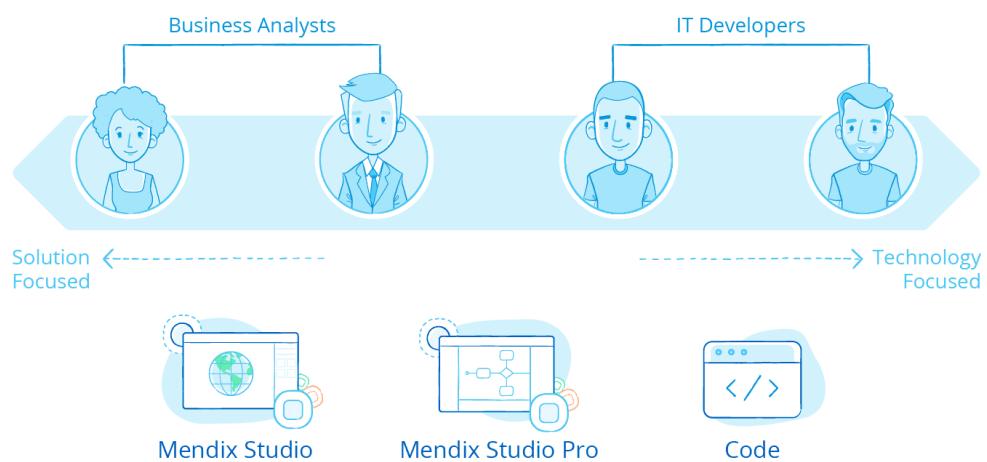 Business Analysts
IT Developers
Solution
Focused
Technology
Focused
Mendix Studio
Mendix Studio Pro
Code